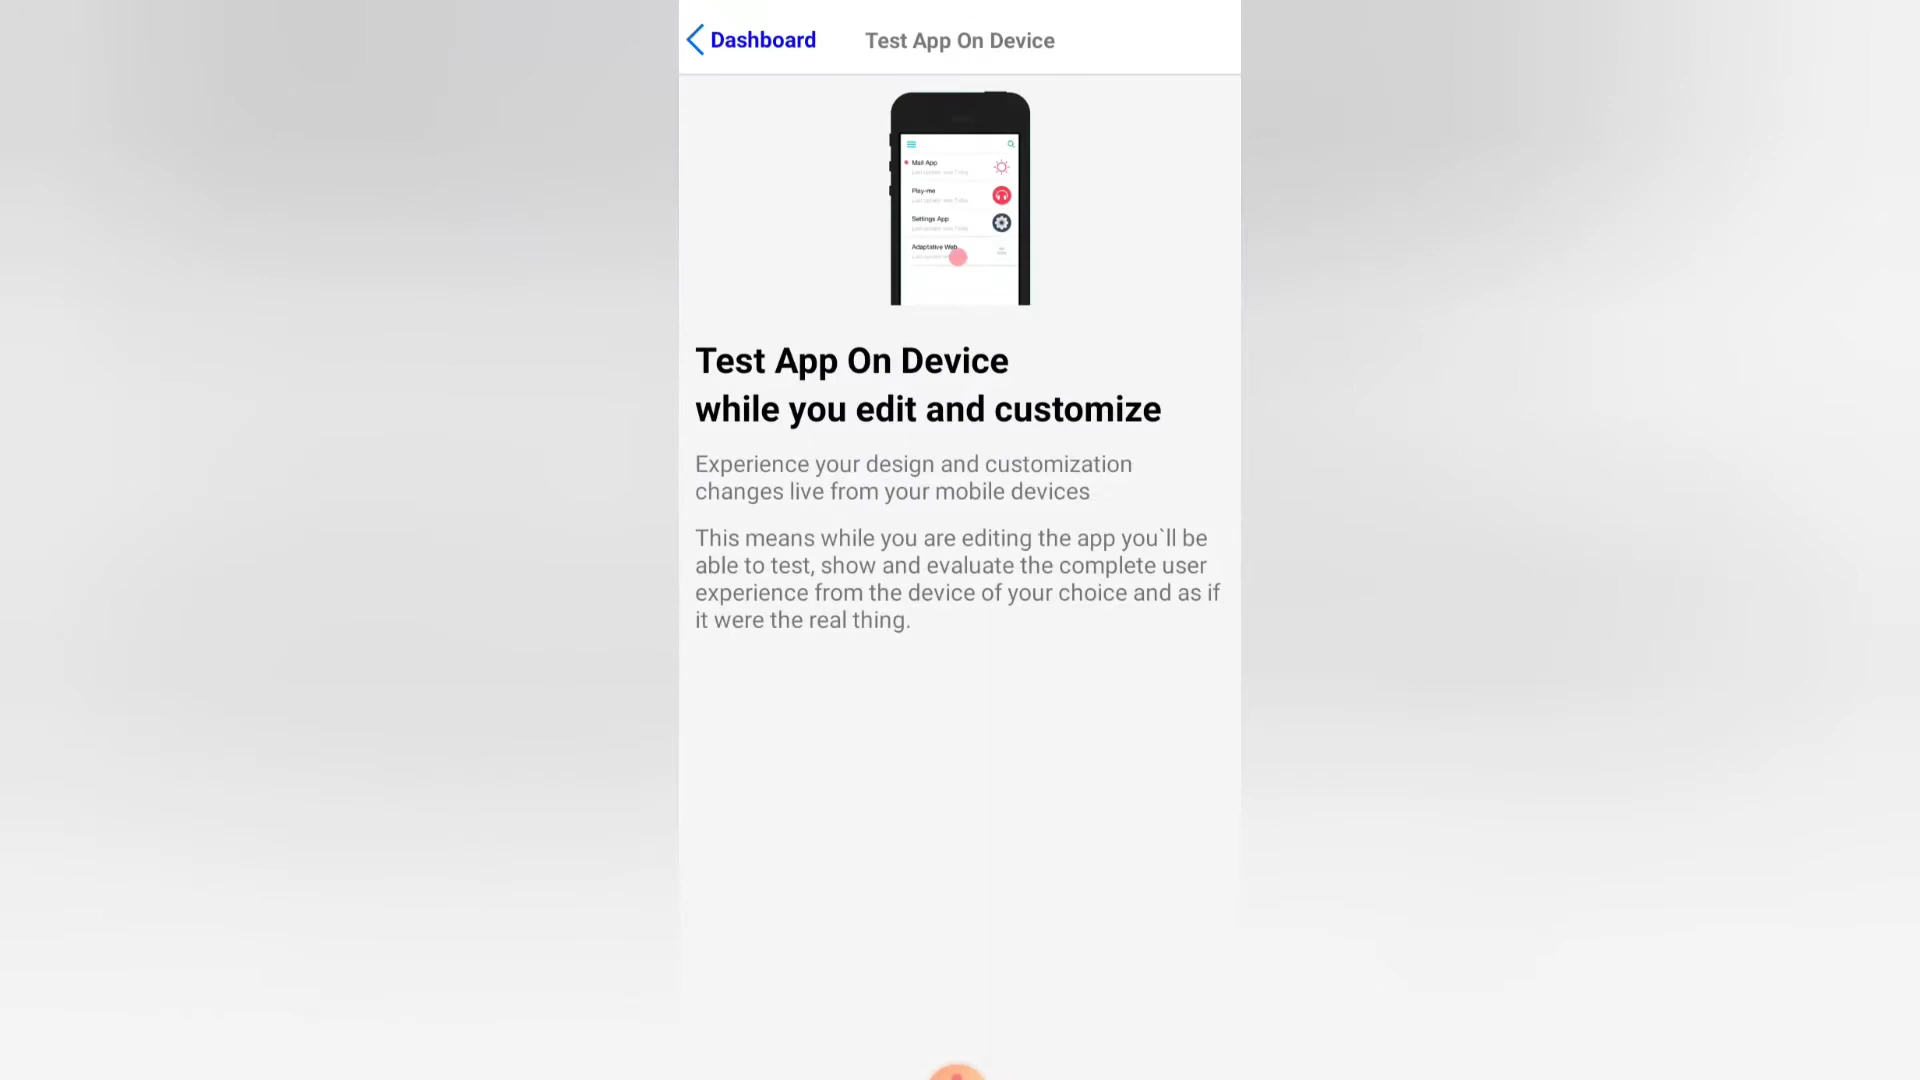 Dashboard
Test App On Device
Mail App
Play-me
Settings App
Adaptative Web
Test App On Device
while you edit and customize
Experience your design and customization
changes live from your mobile devices
This means while you are editing the app you`ll be
able to test, show and evaluate the complete user
experience from the device of your choice and as if
it were the real thing.